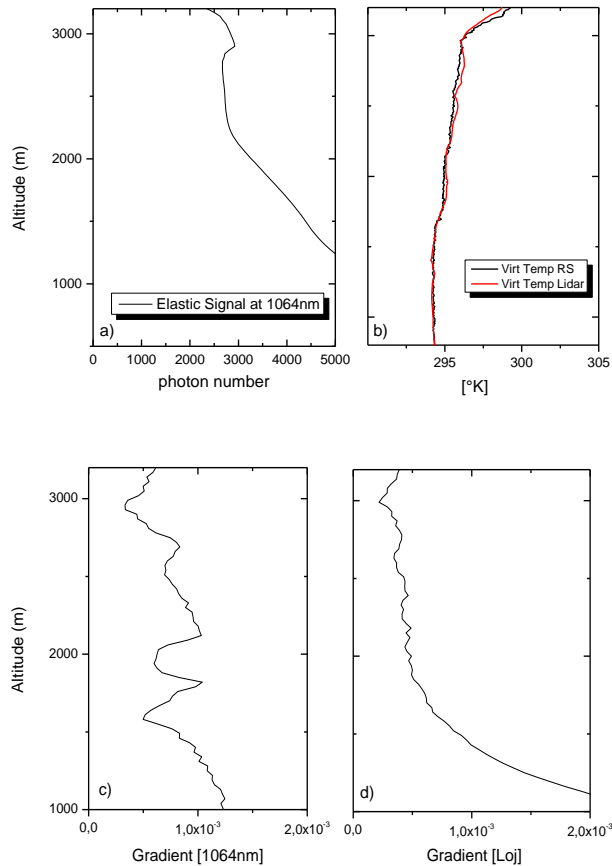 3000
2000
1000
Altitude (m)
Elastic Signal at 1064nm
a)
0 1000 2000 3000 4000 5000
photon number
Virt Temp RS
Virt Temp Lidar
b)
295 300 305
[°K]
3000
2000
1000
Altitude (m)
c)
0,0 1,0x10⁻³ 2,0x10⁻³
Gradient [1064nm]
d)
0,0 1,0x10⁻³ 2,0x10⁻³
Gradient [Loj]